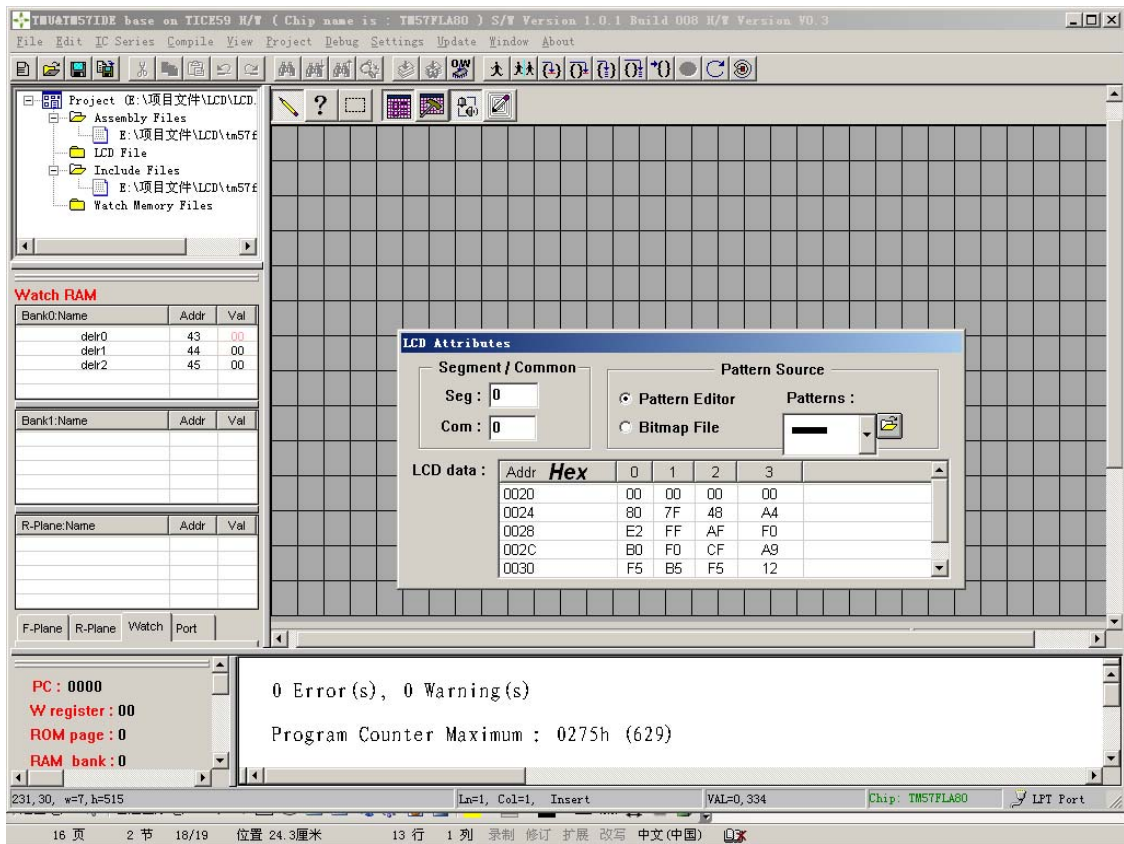 TMU&TM57IDE base on TICE59 H/W ( Chip name is : TM57FLA80 ) S/W Version 1.0.1 Build 008 H/W Version V0.3
File Edit IC Series Compile View Project Debug Settings Update Window About
Project (E:\项目文件\LCD\LCD.
Assembly Files
E:\项目文件\LCD\tm57f
LCD File
Include Files
E:\项目文件\LCD\tm57f
Watch Memory Files
Watch RAM
Bank0:Name Addr Val
delr0 43 00
delr1 44 00
delr2 45 00
Bank1:Name Addr Val
R-Plane:Name Addr Val
F-Plane R-Plane Watch Port
LCD Attributes
Segment / Common
Seg : 0
Com : 0
Pattern Source
Pattern Editor Patterns :
Bitmap File
LCD data : Addr Hex 0 1 2 3
0020 00 00 00 00
0024 80 7F 48 A4
0028 E2 FF AF F0
002C B0 F0 CF A9
0030 F5 B5 F5 12
PC : 0000
W register : 00
ROM page : 0
RAM bank : 0
0 Error(s), 0 Warning(s)
Program Counter Maximum : 0275h (629)
231,30, w=7,h=515 Ln=1, Col=1, Insert VAL=0,334 Chip: TM57FLA80 LPT Port
16 页 2 节 18/19 位置 24.3厘米 13 行 1 列 录制 修订 扩展 改写 中文(中国)